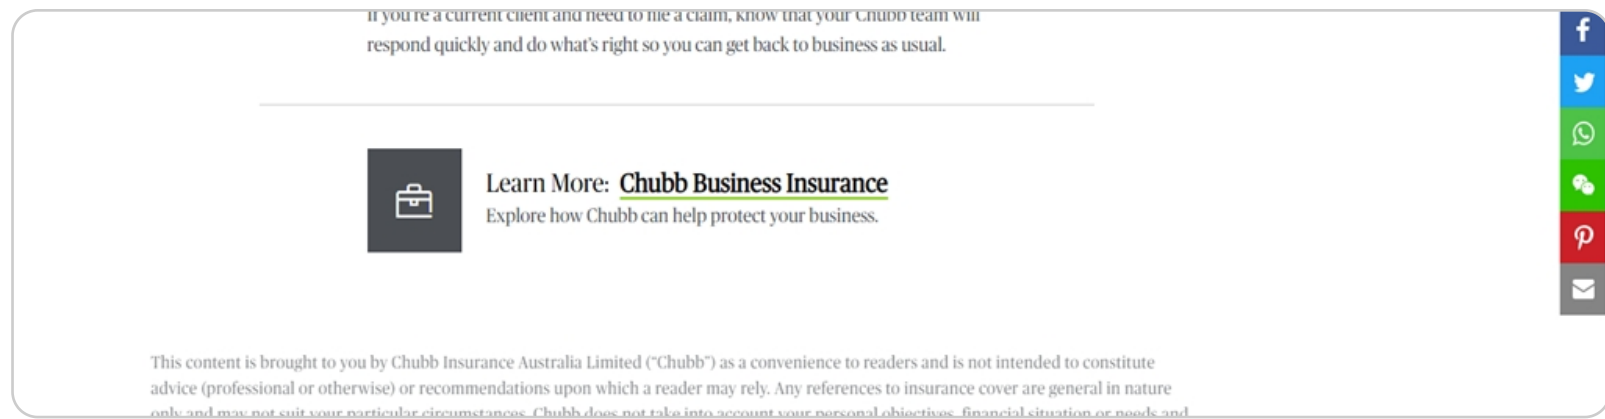 If you're a current client and need to file a claim, know that your Chubb team will
respond quickly and do what's right so you can get back to business as usual.
Learn More: Chubb Business Insurance
Explore how Chubb can help protect your business.
This content is brought to you by Chubb Insurance Australia Limited ("Chubb") as a convenience to readers and is not intended to constitute
advice (professional or otherwise) or recommendations upon which a reader may rely. Any references to insurance cover are general in nature
only and may not suit your particular circumstances. Chubb does not take into account your personal objectives, financial situation or needs and